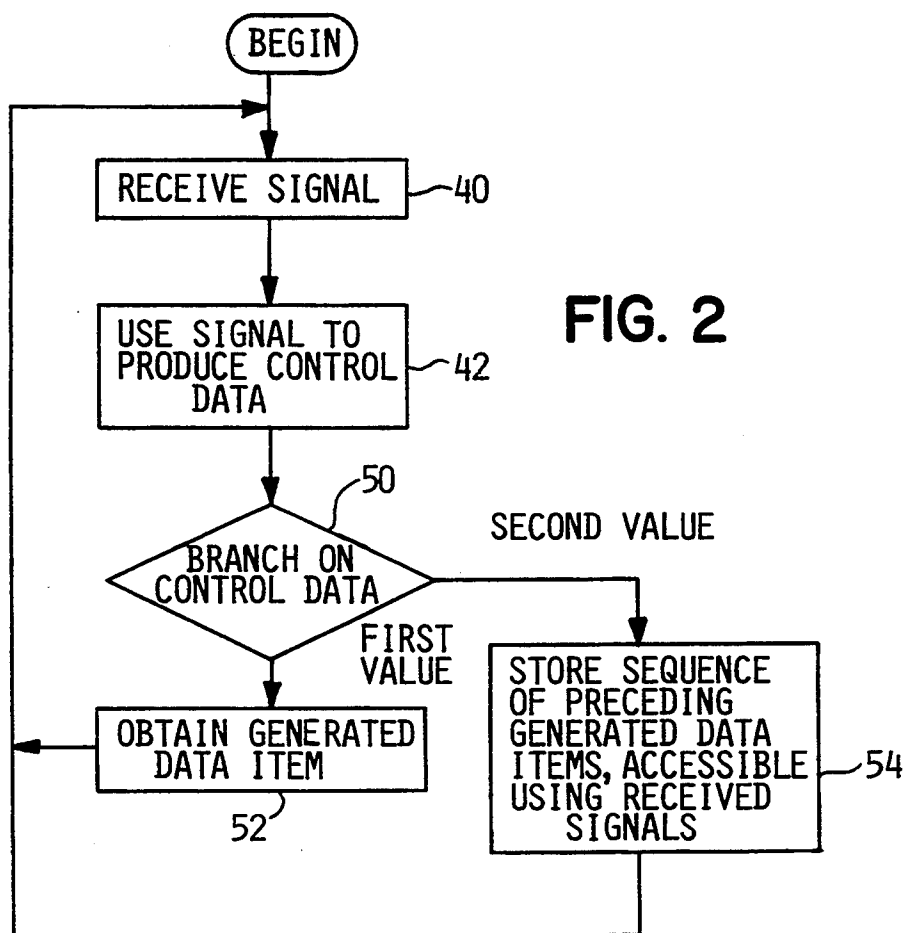 BEGIN
RECEIVE SIGNAL
40
USE SIGNAL TO
PRODUCE CONTROL
DATA
42
FIG. 2
50
BRANCH ON
CONTROL DATA
SECOND VALUE
FIRST
VALUE
OBTAIN GENERATED
DATA ITEM
52
STORE SEQUENCE
OF PRECEDING
GENERATED DATA
ITEMS, ACCESSIBLE
USING RECEIVED
SIGNALS
54